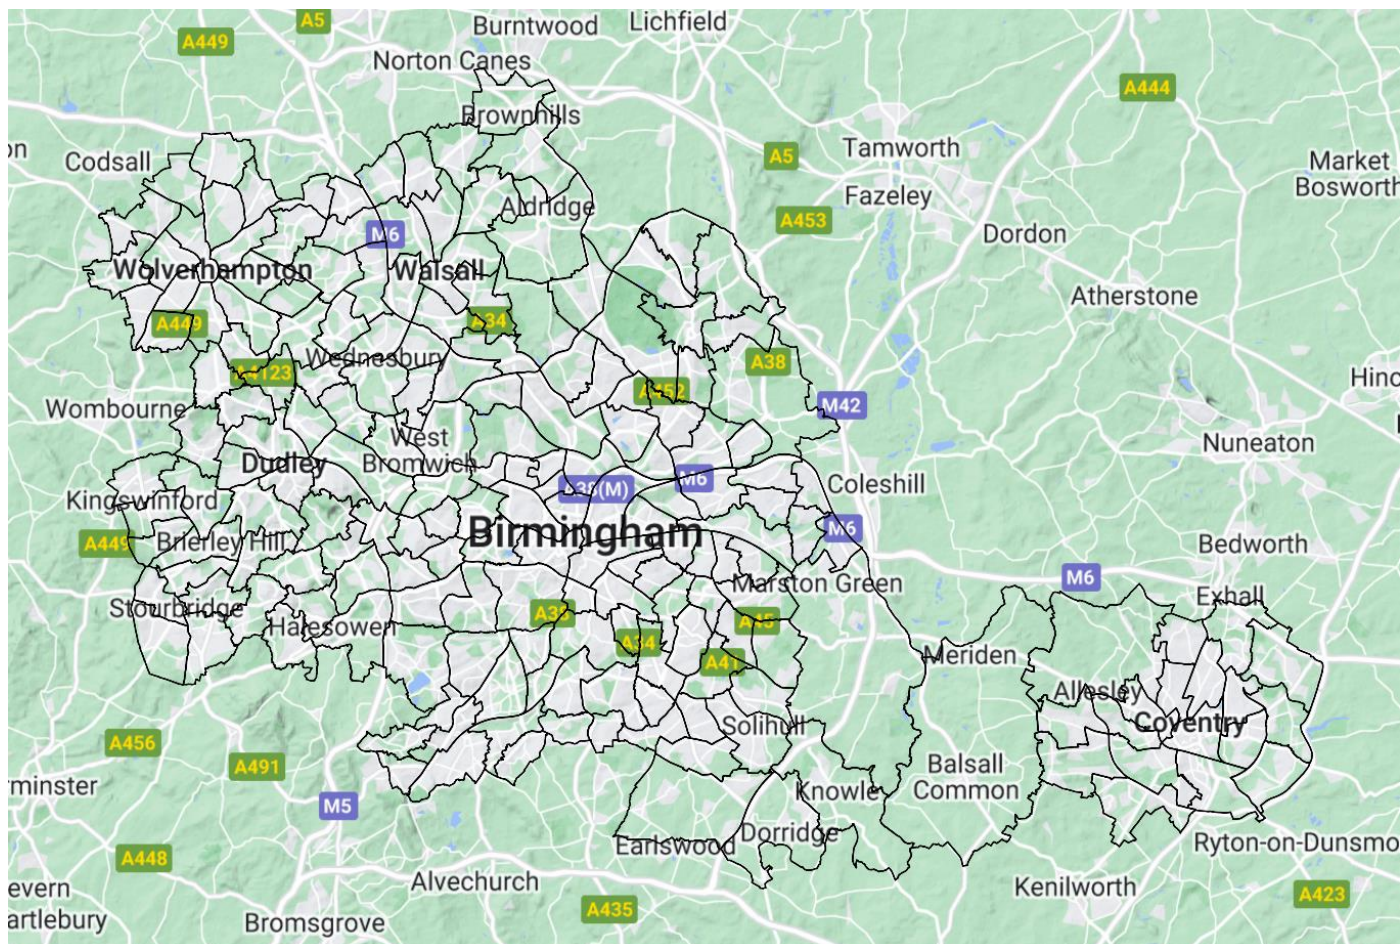 A5
Burntwood
Lichfield
A449
Norton Canes
A444
Brownhills
Codsall
A5
Tamworth
Market
Bosworth
Fazeley
Aldridge
A453
M6
Dordon
Wolverhampton
Walsall
Atherstone
A449
A34
Wednesbury
A4123
A38
A452
Wombourne
M42
West
Bromwich
Nuneaton
Dudley
A38(M)
M6
Coleshill
Kingswinford
Birmingham
M6
A449
Brierley Hill
Bedworth
Marston Green
M6
Exhall
Stourbridge
A38
A45
Halesowen
A34
A41
Meriden
Allesley
Solihull
Coventry
A456
A491
Balsall
Common
rminster
Knowle
M5
Dorridge
Earlswood
Ryton-on-Dunsmo
A448
Alvechurch
Kenilworth
evern
artlebury
A423
A435
Bromsgrove